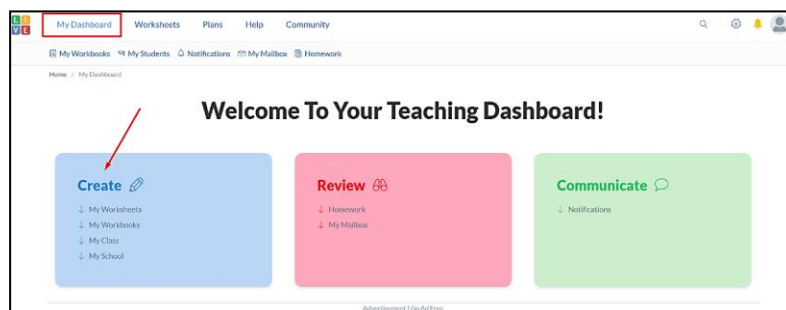 LI
VE
My Dashboard Worksheets Plans Help Community
My Workbooks My Students Notifications My Mailbox Homework
Home > My Dashboard
Welcome To Your Teaching Dashboard!
Create
↓ My Worksheets
↓ My Workbooks
↓ My Class
↓ My School
Review
↓ Homework
↓ My Mailbox
Communicate
↓ Notifications
Advertisement | Go Ad Free